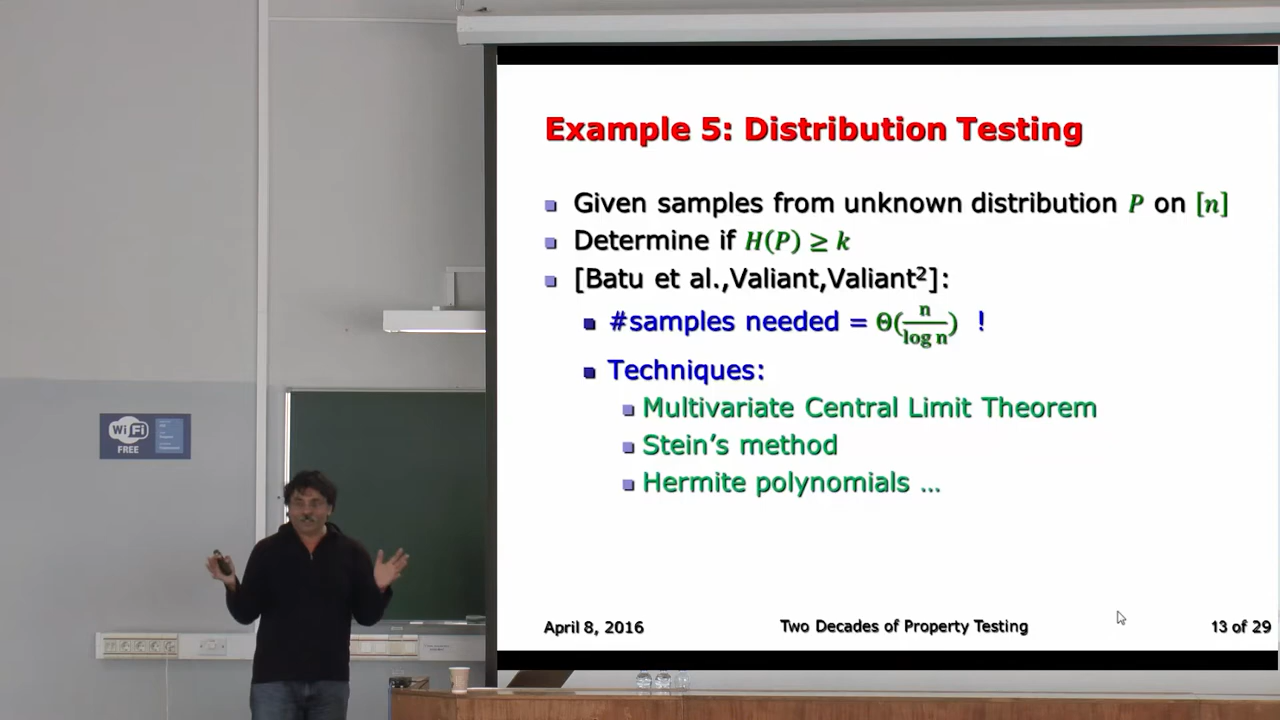 Example 5: Distribution Testing
Given samples from unknown distribution P on [n]
Determine if H(P) ≥ k
[Batu et al.,Valiant,Valiant²]:
#samples needed = Θ(n/log n) !
Techniques:
Multivariate Central Limit Theorem
Stein's method
Hermite polynomials …
April 8, 2016
Two Decades of Property Testing
13 of 29
WiFi
FREE